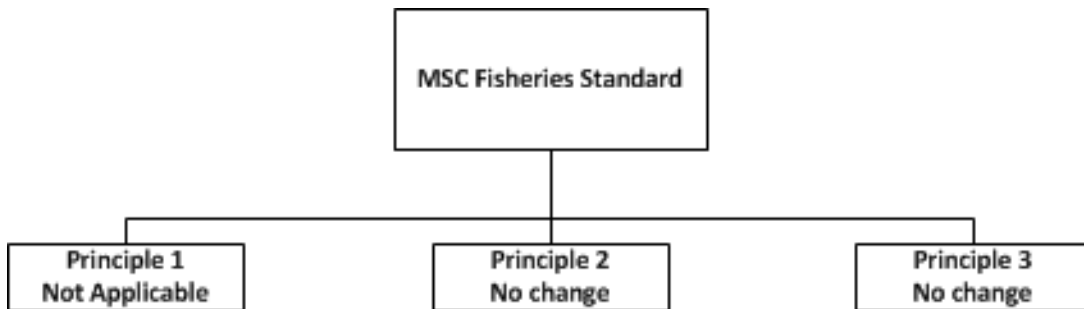 MSC Fisheries Standard
Principle 1
Not Applicable
Principle 2
No change
Principle 3
No change